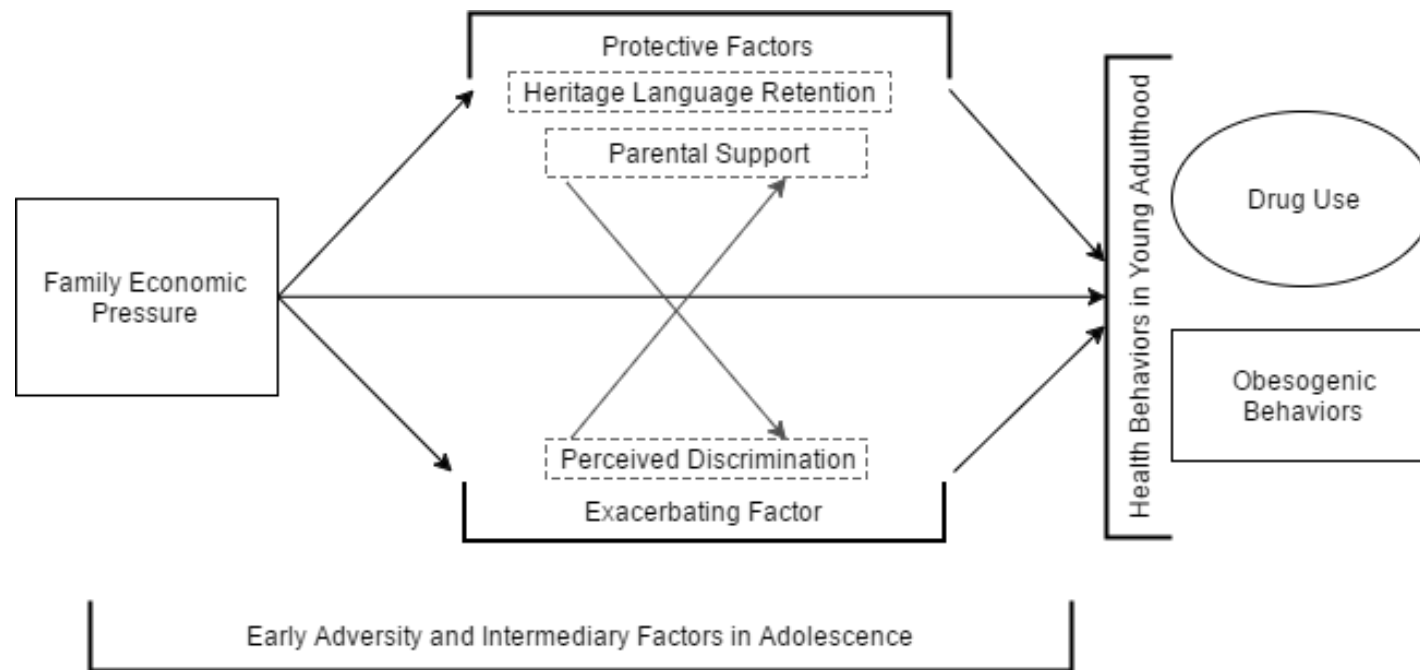 Protective Factors
Heritage Language Retention
Parental Support
Family Economic
Pressure
Perceived Discrimination
Exacerbating Factor
Health Behaviors in Young Adulthood
Drug Use
Obesogenic
Behaviors
Early Adversity and Intermediary Factors in Adolescence